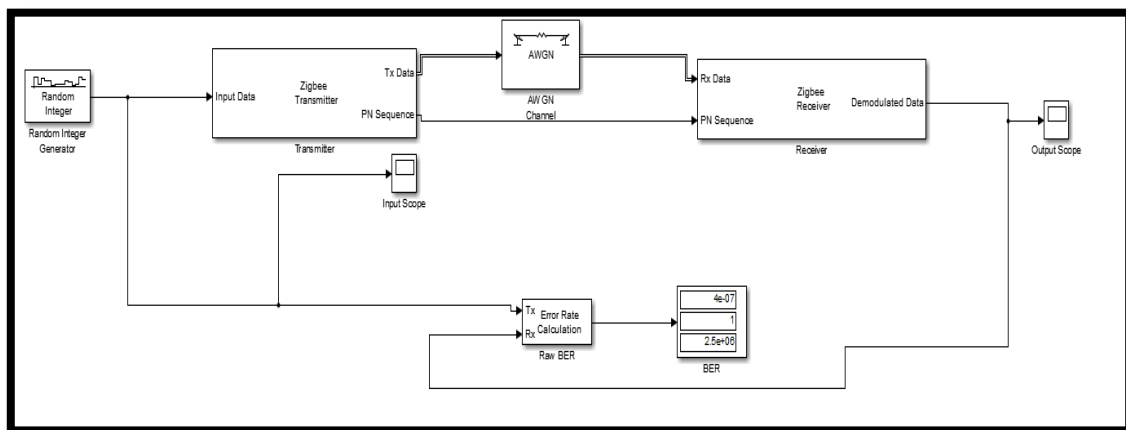 Random
Integer
Random Integer
Generator
Input Data
Zigbee
Transmitter
Tx Data
PN Sequence
Transmitter
AWGN
AWGN
Channel
Rx Data
PN Sequence
Zigbee
Receiver
Demodulated Data
Receiver
Output Scope
Input Scope
Tx
Rx
Error Rate
Calculation
Raw BER
4e-07
1
2.5e+06
BER